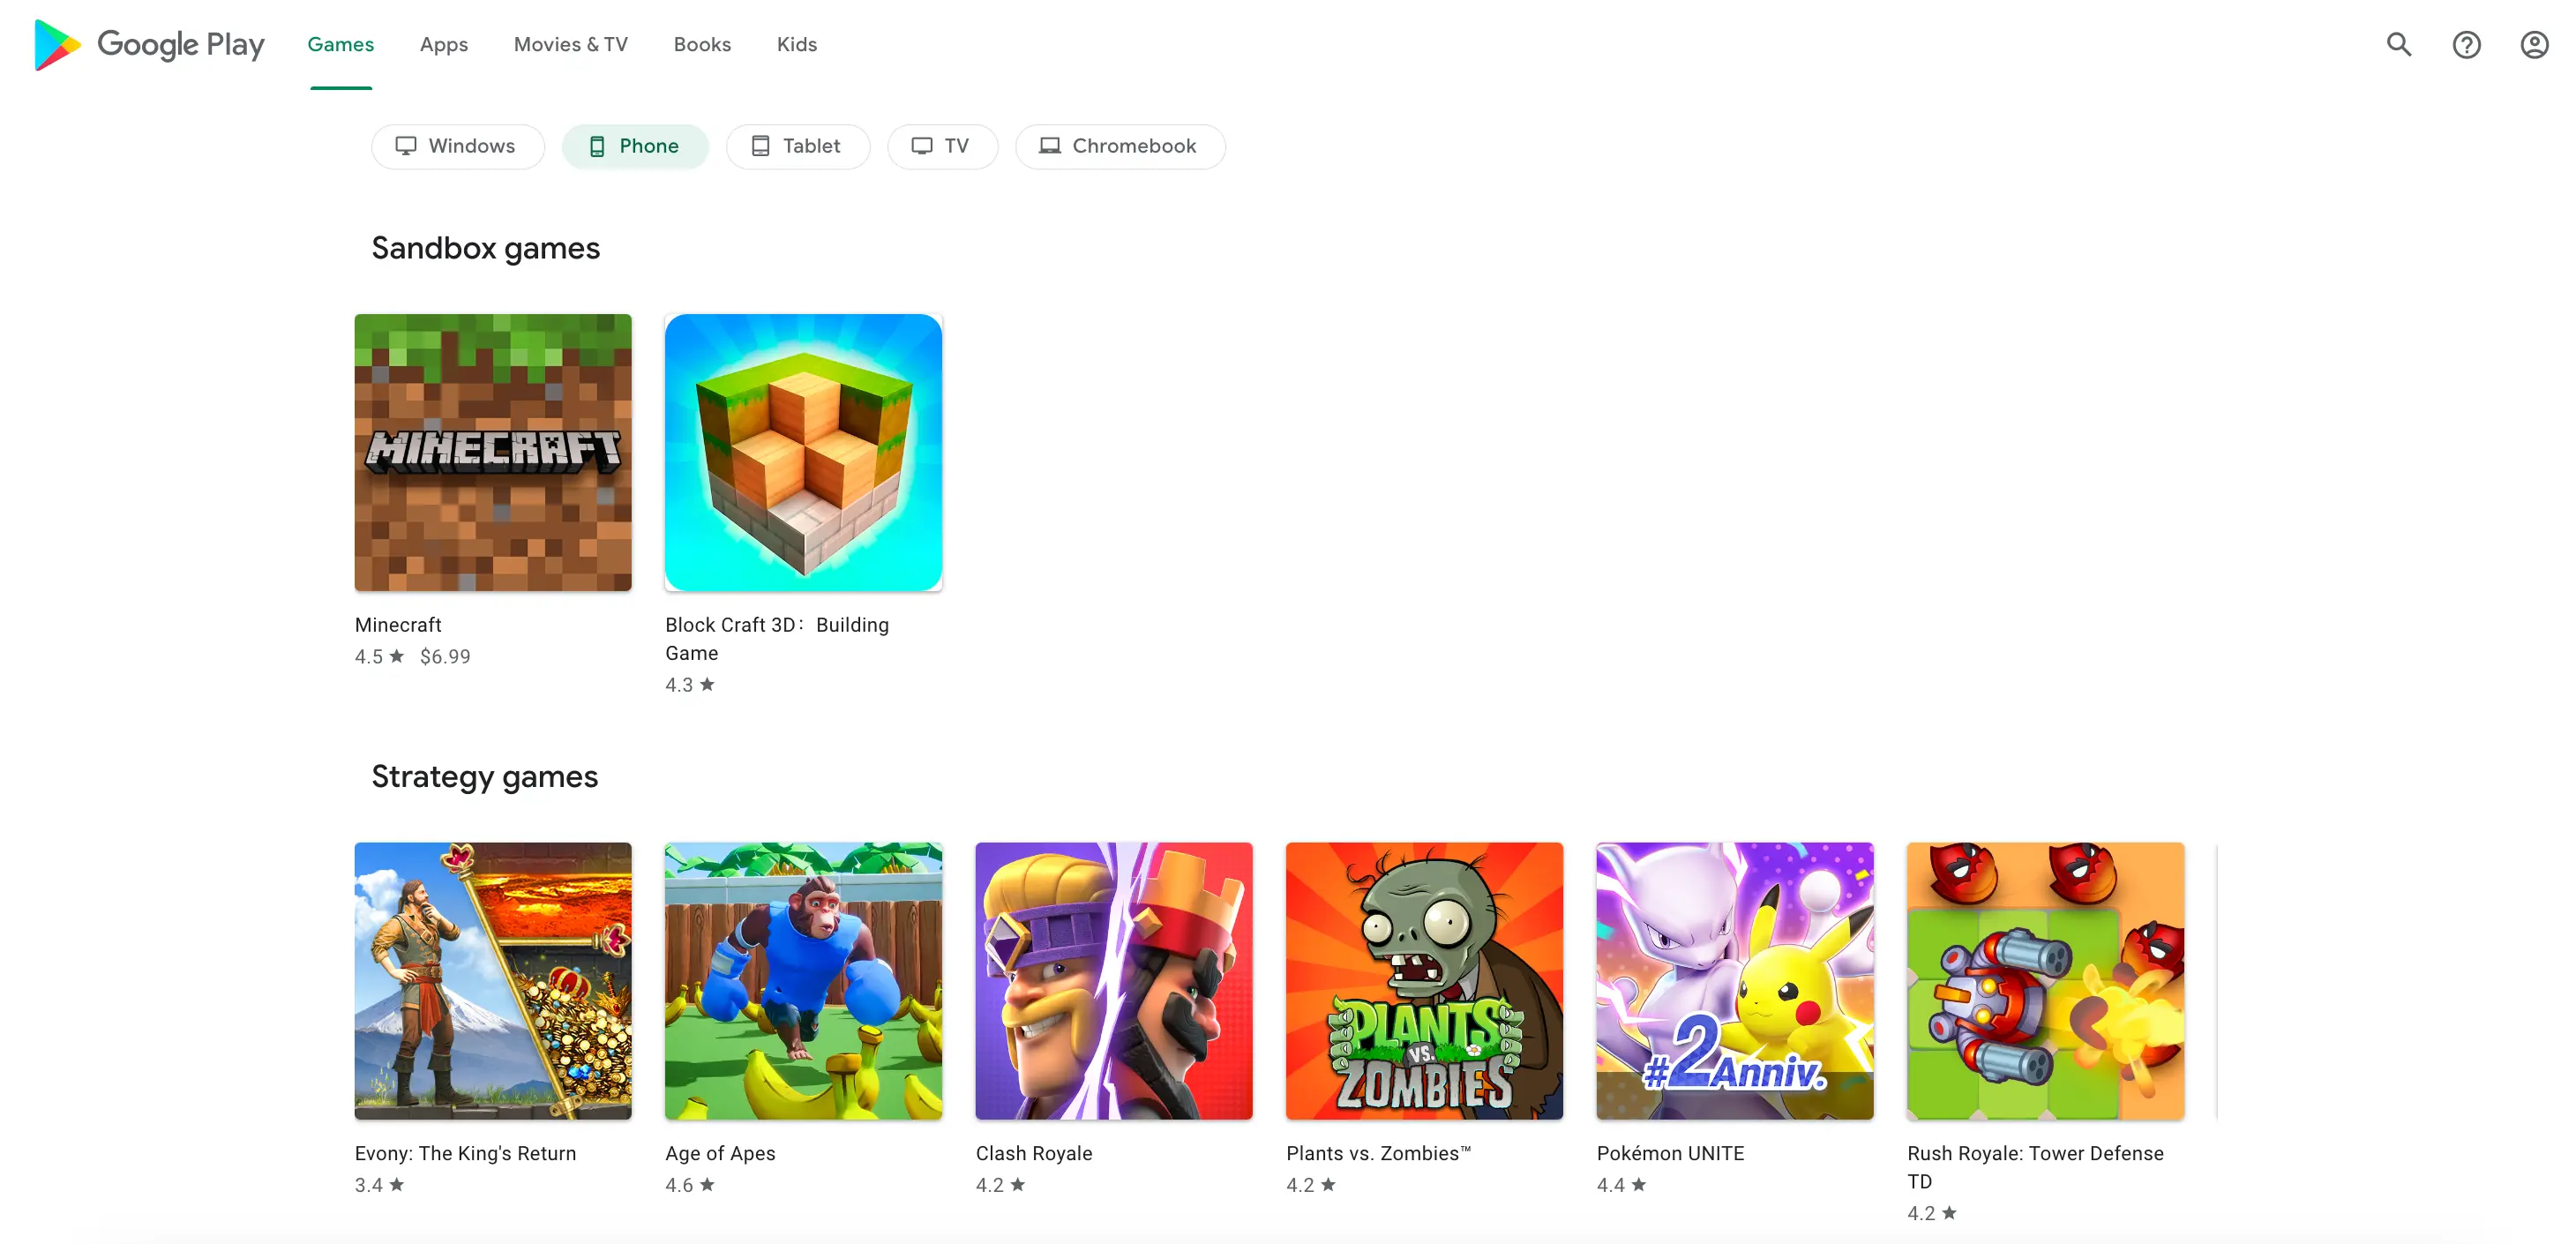 Google Play
Games
Apps
Movies & TV
Books
Kids
Windows
Phone
Tablet
TV
Chromebook
Sandbox games
MINECRAFT
Minecraft
4.5 ★ $6.99
Block Craft 3D：Building
Game
4.3 ★
Strategy games
Evony: The King's Return
3.4 ★
Age of Apes
4.6 ★
Clash Royale
4.2 ★
PLANTS
VS.
ZOMBIES
Plants vs. Zombies™
4.2 ★
#2 Anniv.
Pokémon UNITE
4.4 ★
Rush Royale: Tower Defense
TD
4.2 ★